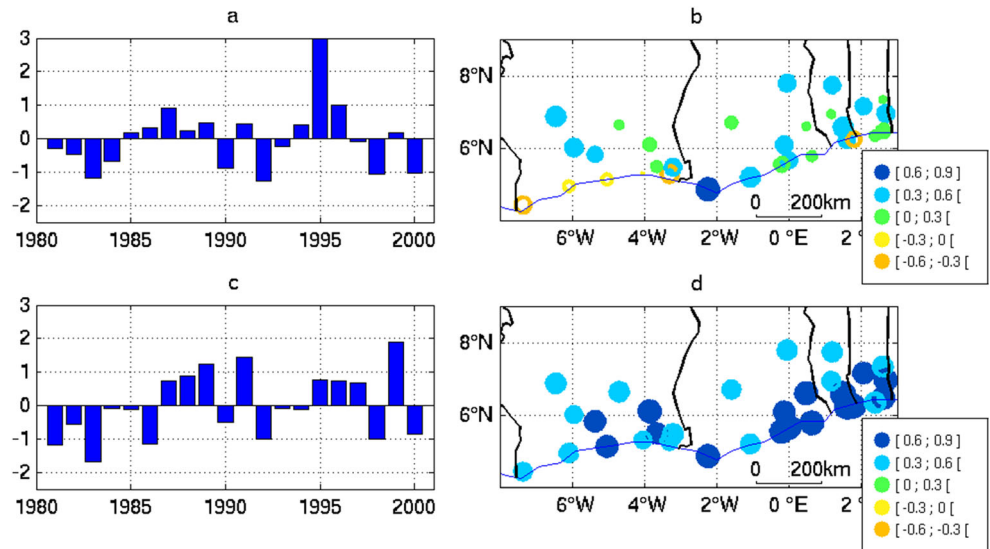 a
3
2
1
0
-1
-2
1980 1985 1990 1995 2000
b
8°N
6°N
6°W 4°W 2°W 0 °E 2°
0 200km
[ 0.6 ; 0.9 ]
[ 0.3 ; 0.6 [
[ 0 ; 0.3 [
[ -0.3 ; 0 [
[ -0.6 ; -0.3 [
c
3
2
1
0
-1
-2
1980 1985 1990 1995 2000
d
8°N
6°N
6°W 4°W 2°W 0 °E 2°
0 200km
[ 0.6 ; 0.9 ]
[ 0.3 ; 0.6 [
[ 0 ; 0.3 [
[ -0.3 ; 0 [
[ -0.6 ; -0.3 [